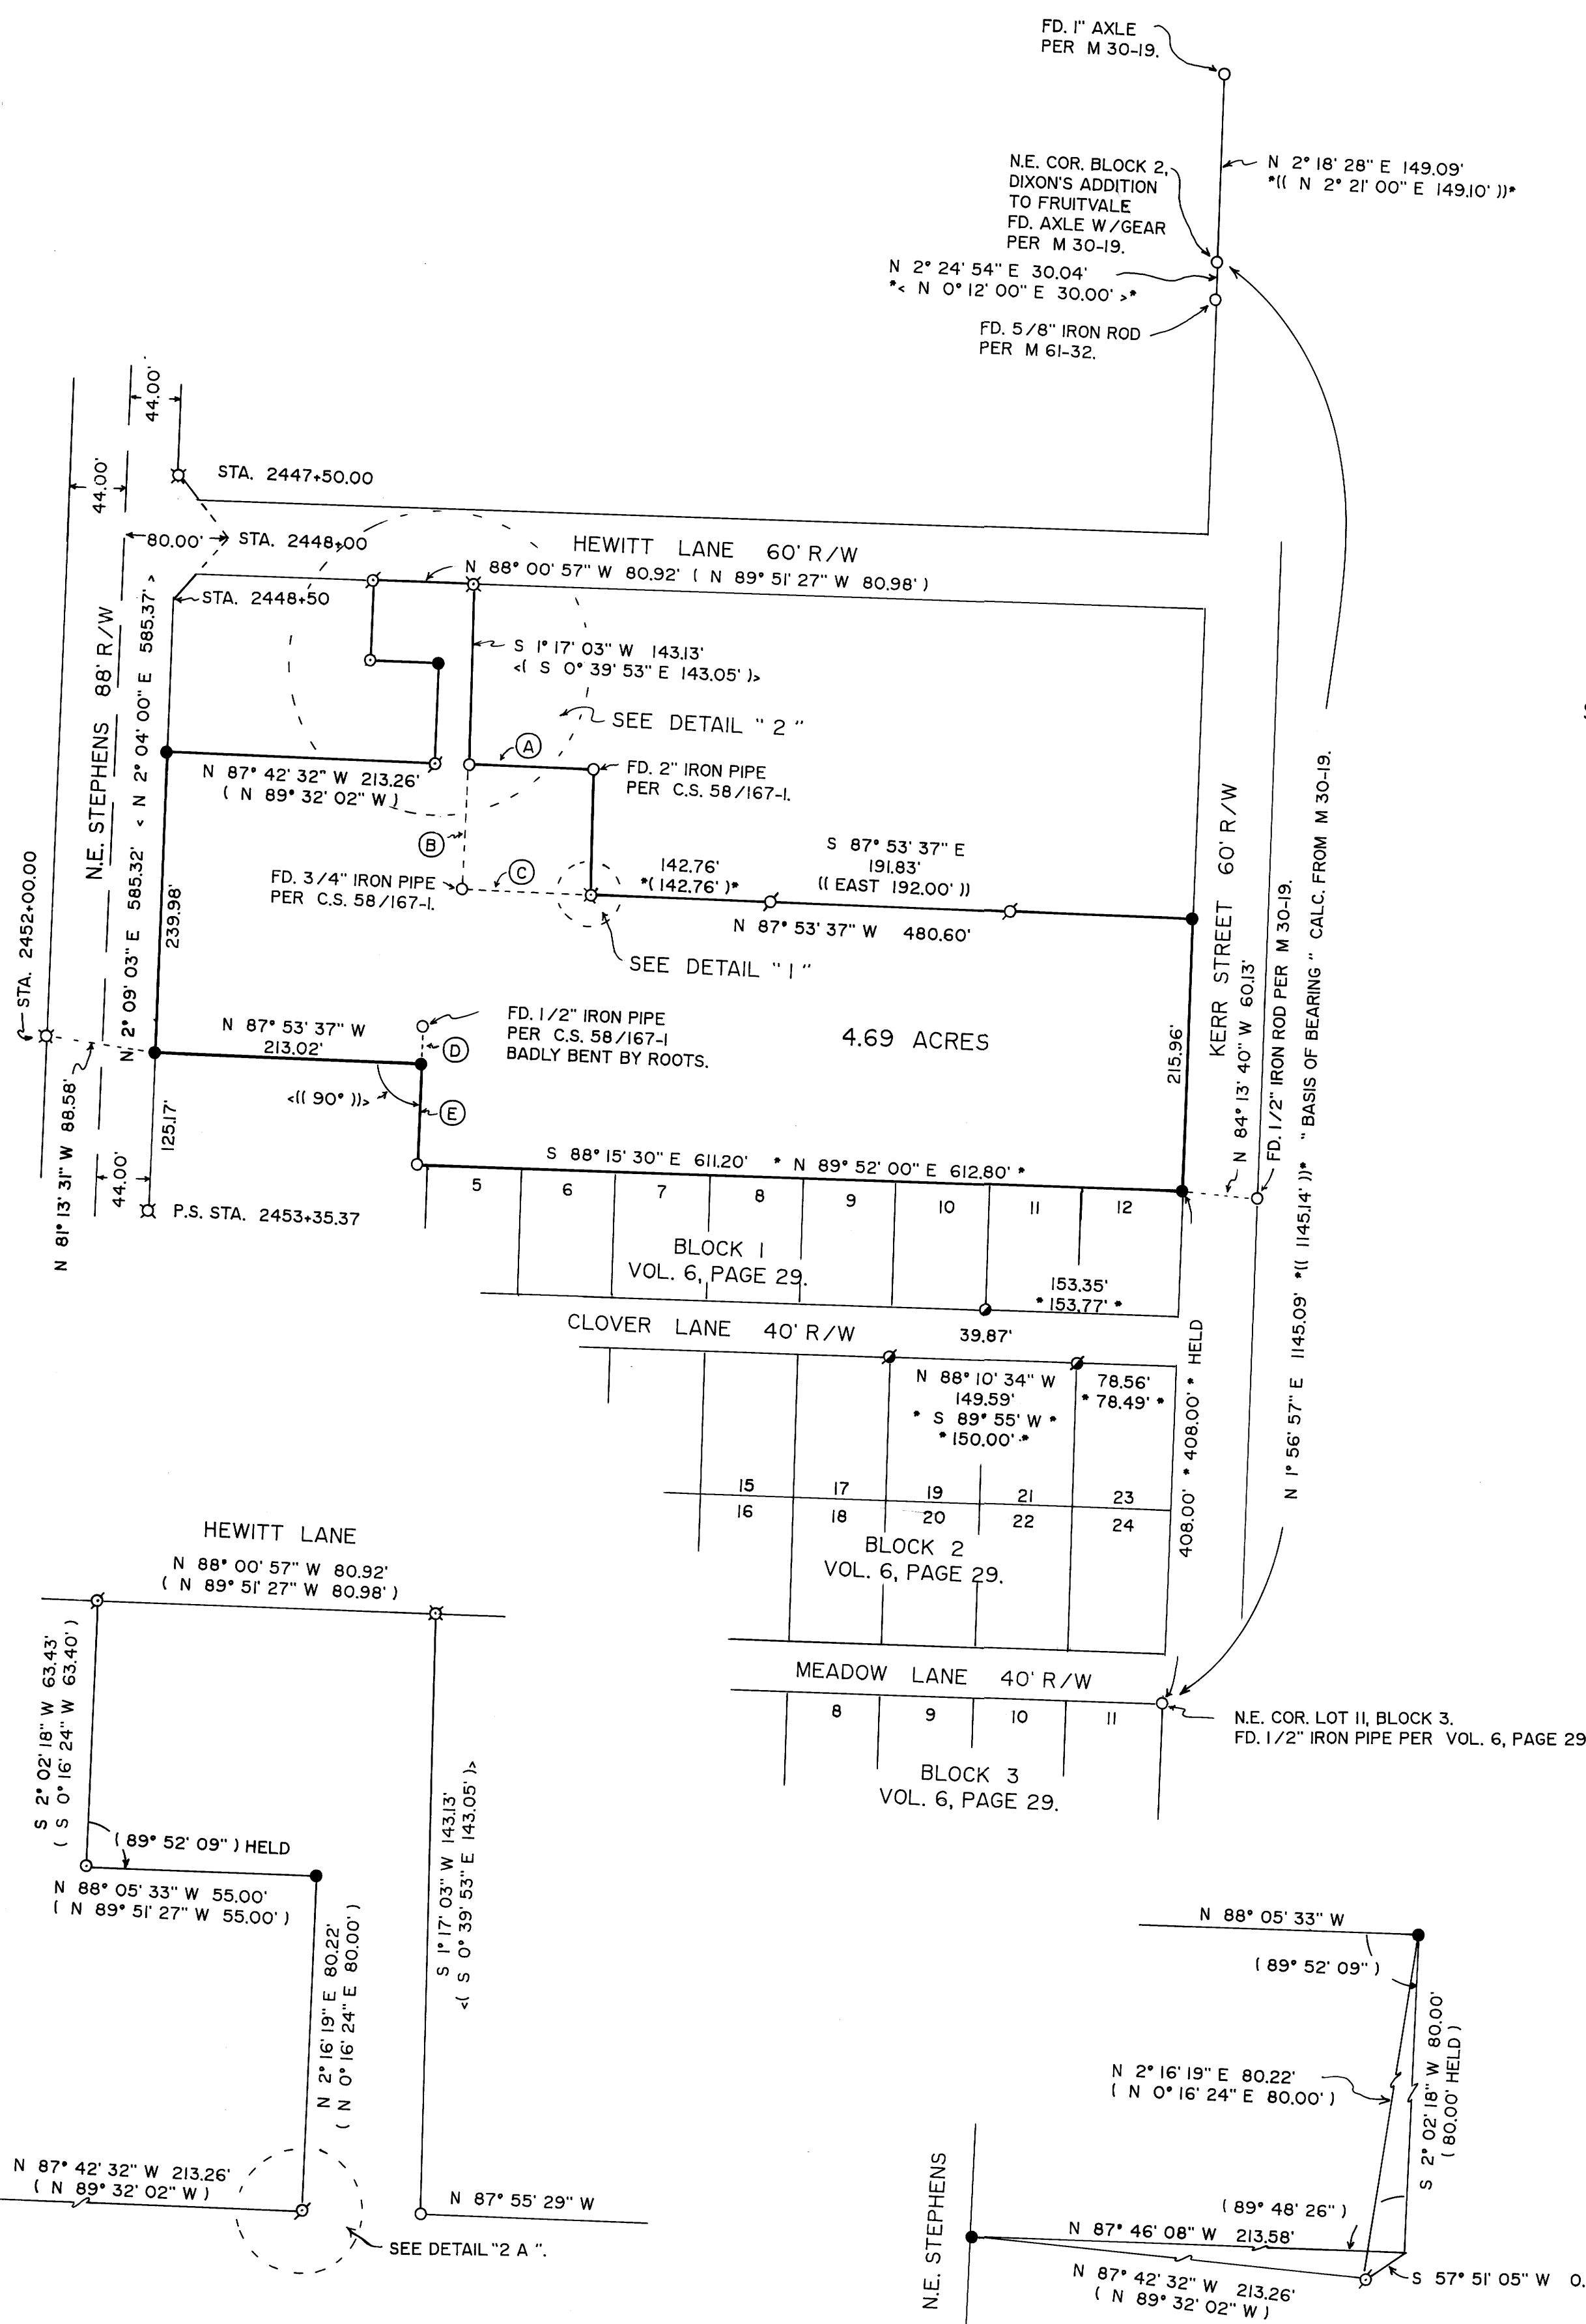 FD. 1" AXLE
PER M 30-19.
N 2° 18' 28" E 149.09'
*(( N 2° 21' 00" E 149.10' ))*
N.E. COR. BLOCK 2,
DIXON'S ADDITION
TO FRUITVALE
FD. AXLE W/GEAR
PER M 30-19.
N 2° 24' 54" E 30.04'
*< N 0° 12' 00" E 30.00' >*
FD. 5/8" IRON ROD
PER M 61-32.
44.00'
44.00'
STA. 2447+50.00
80.00'
STA. 2448+00
HEWITT LANE 60' R/W
N 88° 00' 57" W 80.92' ( N 89° 51' 27" W 80.98' )
STA. 2448+50
N.E. STEPHENS 88' R/W
N 2° 09' 03" E 585.32' < N 2° 04' 00" E 585.37' >
S 1° 17' 03" W 143.13'
<( S 0° 39' 53" E 143.05' )>
SEE DETAIL "2"
A
FD. 2" IRON PIPE
PER C.S. 58/167-1.
N 87° 42' 32" W 213.26'
( N 89° 32' 02" W )
B
C
FD. 3/4" IRON PIPE
PER C.S. 58/167-1.
142.76'
*( 142.76' )*
S 87° 53' 37" E
191.83'
(( EAST 192.00' ))
N 87° 53' 37" W 480.60'
SEE DETAIL "1"
KERR STREET 60' R/W
STA. 2452+00.00
239.98'
N 87° 53' 37" W
213.02'
FD. 1/2" IRON PIPE
PER C.S. 58/167-1
BADLY BENT BY ROOTS.
D
4.69 ACRES
<(( 90° ))>
E
215.96'
N 84° 13' 40" W 60.13'
FD. 1/2" IRON ROD PER M 30-19.
N 1° 56' 57" E 1145.09' *(( 1145.14' ))* "BASIS OF BEARING" CALC. FROM M 30-19.
N 81° 13' 31" W 88.58'
125.17'
44.00'
P.S. STA. 2453+35.37
S 88° 15' 30" E 611.20' * N 89° 52' 00" E 612.80' *
5 6 7 8 9 10 11 12
BLOCK 1
VOL. 6, PAGE 29.
153.35'
* 153.77' *
CLOVER LANE 40' R/W
39.87'
N 88° 10' 34" W
149.59'
* S 89° 55' W *
* 150.00' *
78.56'
* 78.49' *
408.00' * 408.00' * HELD
15 17 19 21 23
16 18 20 22 24
BLOCK 2
VOL. 6, PAGE 29.
MEADOW LANE 40' R/W
8 9 10 11
N.E. COR. LOT 11, BLOCK 3.
FD. 1/2" IRON PIPE PER VOL. 6, PAGE 29
BLOCK 3
VOL. 6, PAGE 29.
HEWITT LANE
N 88° 00' 57" W 80.92'
( N 89° 51' 27" W 80.98' )
S 2° 02' 18" W 63.43'
( S 0° 16' 24" W 63.40' )
( 89° 52' 09" ) HELD
N 88° 05' 33" W 55.00'
( N 89° 51' 27" W 55.00' )
N 2° 16' 19" E 80.22'
( N 0° 16' 24" E 80.00' )
S 1° 17' 03" W 143.13'
<( S 0° 39' 53" E 143.05' )>
N 87° 42' 32" W 213.26'
( N 89° 32' 02" W )
N 87° 55' 29" W
SEE DETAIL "2 A".
N 88° 05' 33" W
( 89° 52' 09" )
S 2° 02' 18" W 80.00'
( 80.00' HELD )
N 2° 16' 19" E 80.22'
( N 0° 16' 24" E 80.00' )
N.E. STEPHENS
( 89° 48' 26" )
N 87° 46' 08" W 213.58'
N 87° 42' 32" W 213.26'
( N 89° 32' 02" W )
S 57° 51' 05" W 0.